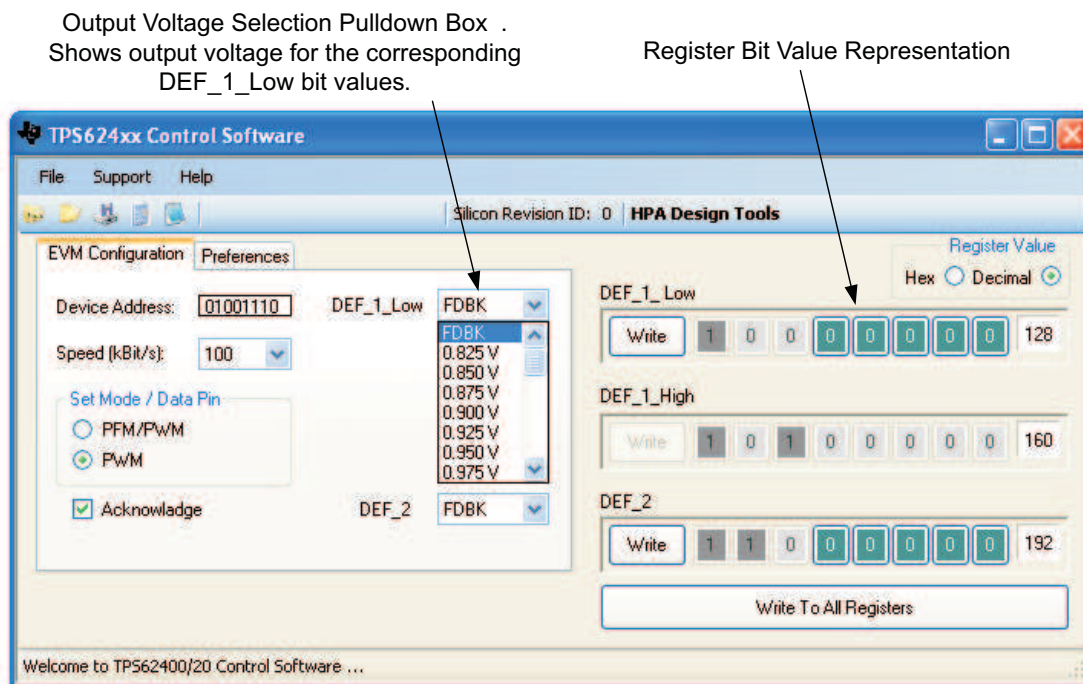 Output Voltage Selection Pulldown Box .
Shows output voltage for the corresponding
DEF_1_Low bit values.
Register Bit Value Representation
TPS624xx Control Software
File Support Help
Silicon Revision ID: 0 HPA Design Tools
EVM Configuration Preferences
Register Value
Hex Decimal
Device Address: 01001110
DEF_1_Low FDBK
FDBK
0.825 V
0.850 V
0.875 V
0.900 V
0.925 V
0.950 V
0.975 V
Speed (kBit/s): 100
Set Mode / Data Pin
PFM/PWM
PWM
Acknowladge
DEF_2 FDBK
DEF_1_ Low
Write 1 0 0 0 0 0 0 0 128
DEF_1_High
Write 1 0 1 0 0 0 0 0 160
DEF_2
Write 1 1 0 0 0 0 0 0 192
Write To All Registers
Welcome to TPS62400/20 Control Software ...